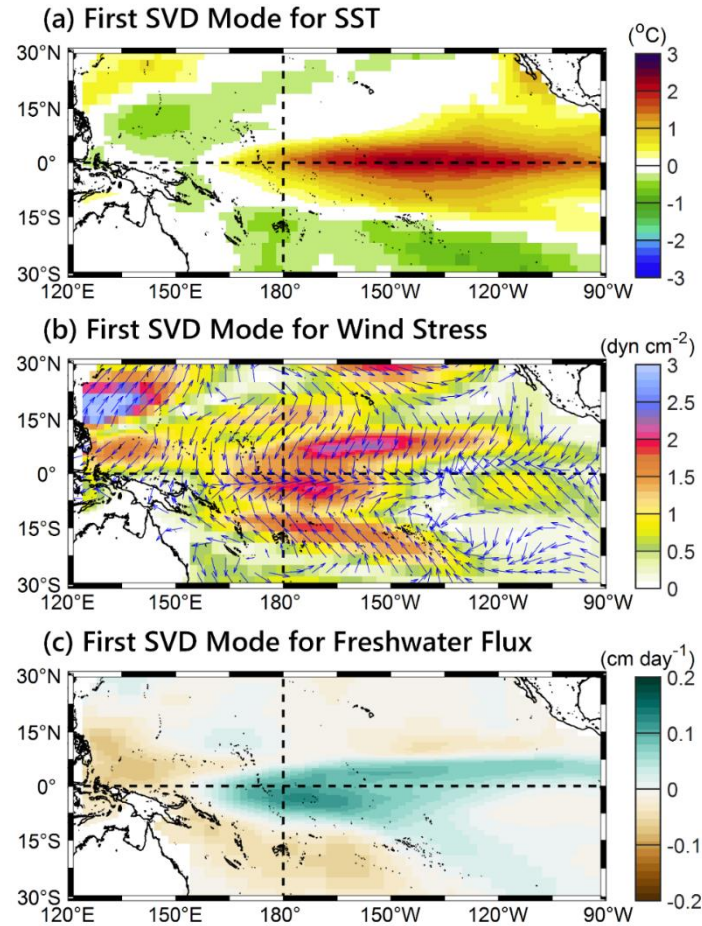 (a) First SVD Mode for SST
(°C)
30°N
15°N
0°
15°S
30°S
120°E 150°E 180° 150°W 120°W 90°W
3
2
1
0
-1
-2
-3
(b) First SVD Mode for Wind Stress
(dyn cm⁻²)
30°N
15°N
0°
15°S
30°S
120°E 150°E 180° 150°W 120°W 90°W
3
2.5
2
1.5
1
0.5
0
(c) First SVD Mode for Freshwater Flux
(cm day⁻¹)
30°N
15°N
0°
15°S
30°S
120°E 150°E 180° 150°W 120°W 90°W
0.2
0.1
0
-0.1
-0.2